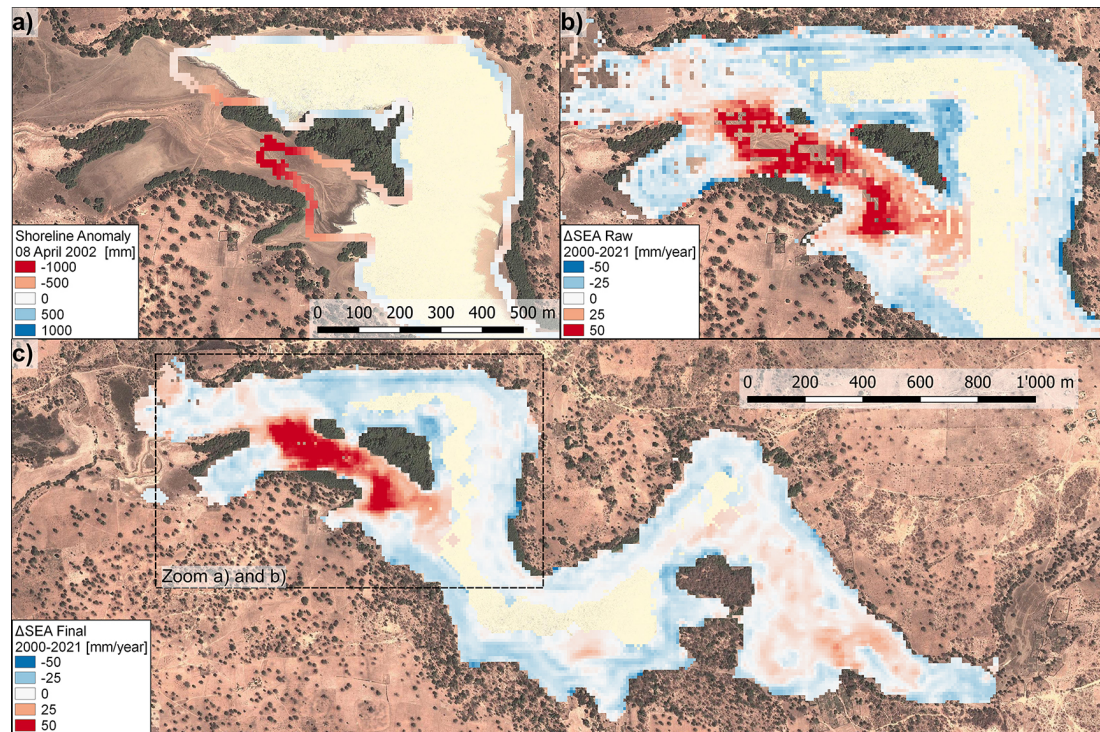 a)
Shoreline Anomaly
08 April 2002 [mm]
-1000
-500
0
500
1000
0 100 200 300 400 500 m
b)
ΔSEA Raw
2000-2021 [mm/year]
-50
-25
0
25
50
c)
0 200 400 600 800 1'000 m
Zoom a) and b)
ΔSEA Final
2000-2021 [mm/year]
-50
-25
0
25
50